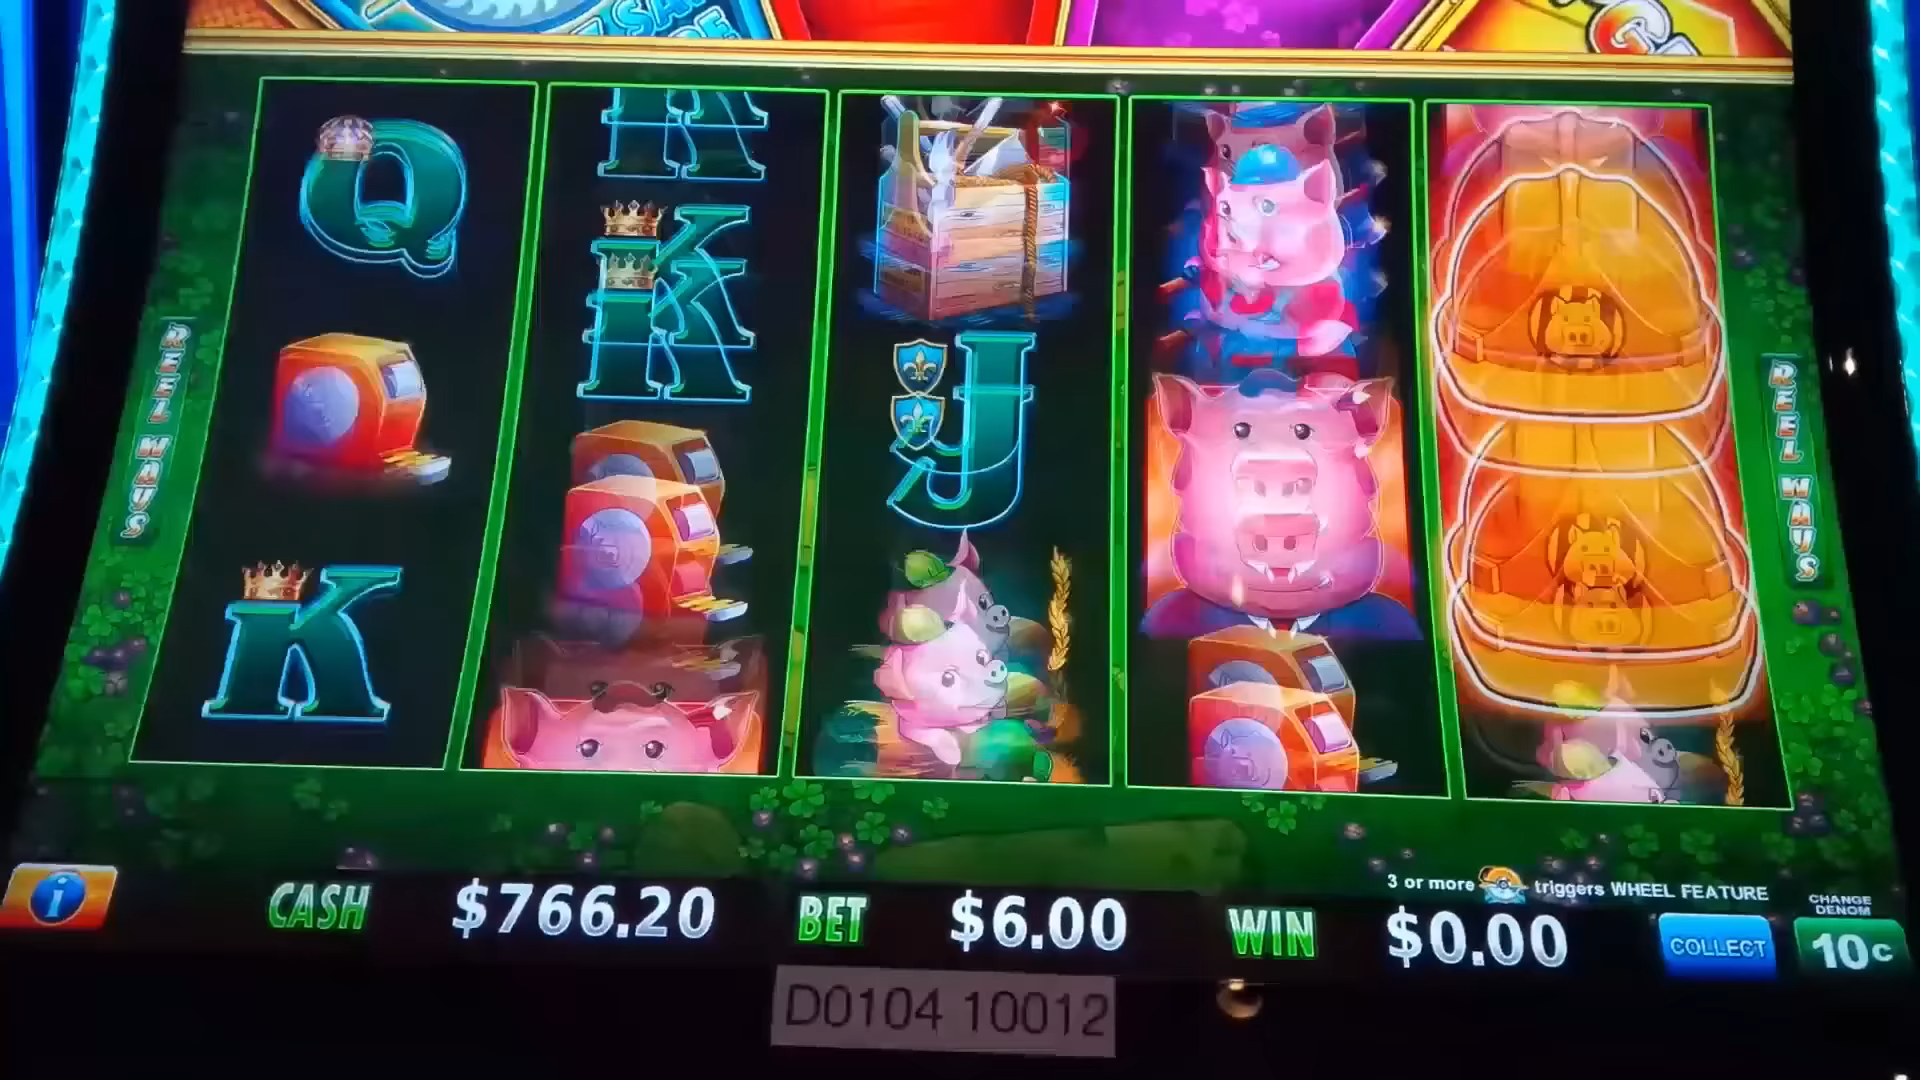 Q
K
K
K
K
J
REEL WAYS
REEL WAYS
3 or more triggers WHEEL FEATURE
CASH $766.20 BET $6.00 WIN $0.00
COLLECT
CHANGE
DENOM
10¢
D0104 10012